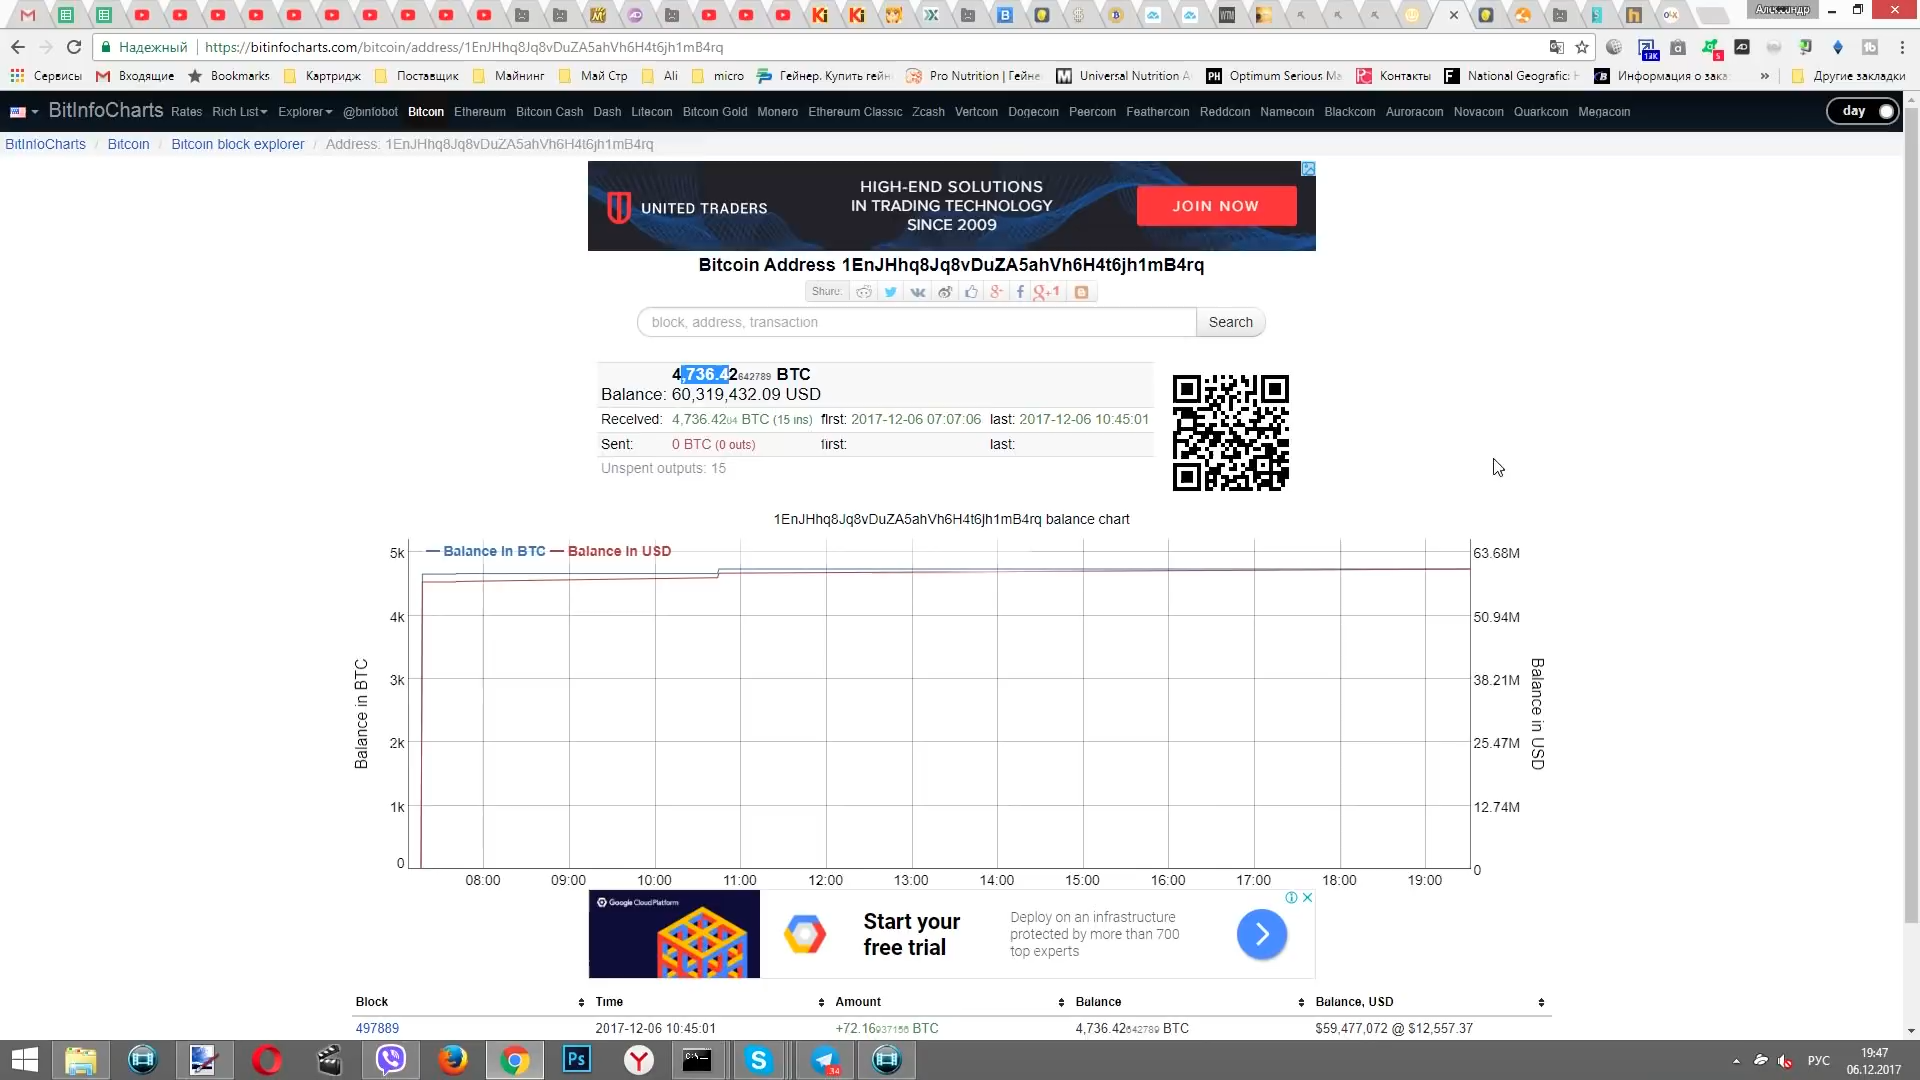 Александр
Надежный
https://bitinfocharts.com/bitcoin/address/1EnJHhq8Jq8vDuZA5ahVh6H4t6jh1mB4rq
Сервисы Входящие Bookmarks Картридж Поставщик Майнинг Май Стр Ali micro Гейнер. Купить Pro Nutrition | Universal Nutrition Optimum Serious Контакты National Geografic: Информация о зака » Другие закладки
BitInfoCharts Rates Rich List Explorer @binfobot Bitcoin Ethereum Bitcoin Cash Dash Litecoin Bitcoin Gold Monero Ethereum Classic Zcash Vertcoin Dogecoin Peercoin Feathercoin Reddcoin Namecoin Blackcoin Auroracoin Novacoin Quarkcoin Megacoin day
BitInfoCharts / Bitcoin / Bitcoin block explorer / Address: 1EnJHhq8Jq8vDuZA5ahVh6H4t6jh1mB4rq
UNITED TRADERS
HIGH-END SOLUTIONS
IN TRADING TECHNOLOGY
SINCE 2009
JOIN NOW
Bitcoin Address 1EnJHhq8Jq8vDuZA5ahVh6H4t6jh1mB4rq
Share:
block, address, transaction Search
4,736.42642789 BTC
Balance: 60,319,432.09 USD
Received: 4,736.4264 BTC (15 ins) first: 2017-12-06 07:07:06 last: 2017-12-06 10:45:01
Sent: 0 BTC (0 outs) first: last:
Unspent outputs: 15
1EnJHhq8Jq8vDuZA5ahVh6H4t6jh1mB4rq balance chart
Balance in BTC Balance in USD
5k 63.68M
4k 50.94M
3k 38.21M
2k 25.47M
1k 12.74M
0 0
Balance in BTC
Balance in USD
08:00 09:00 10:00 11:00 12:00 13:00 14:00 15:00 16:00 17:00 18:00 19:00
Google Cloud Platform
Start your
free trial
Deploy on an infrastructure
protected by more than 700
top experts
Block Time Amount Balance Balance, USD
497889 2017-12-06 10:45:01 +72.16937156 BTC 4,736.42642789 BTC $59,477,072 @ $12,557.37
РУС
19:47
06.12.2017